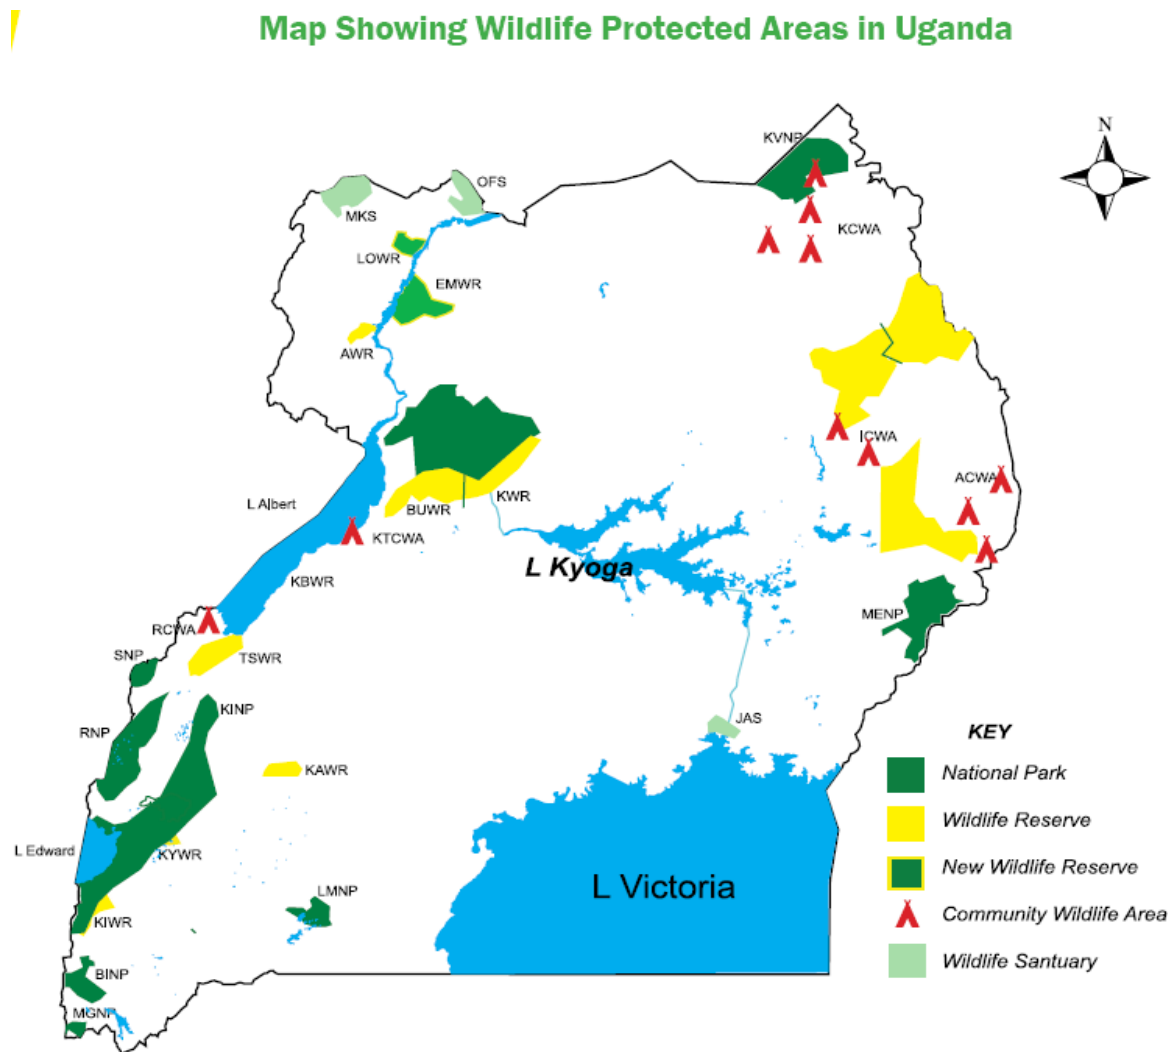 Map Showing Wildlife Protected Areas in Uganda
N
KVNP
OFS
MKS
KCWA
LOWR
EMWR
AWR
ICWA
ACWA
KWR
L Albert
BUWR
KTCWA
L Kyoga
KBWR
MENP
RCWA
SNP
TSWR
KINP
RNP
JAS
KEY
KAWR
National Park
Wildlife Reserve
L Edward
KYWR
New Wildlife Reserve
L Victoria
LMNP
Community Wildlife Area
KIWR
Wildlife Santuary
BINP
MGNP